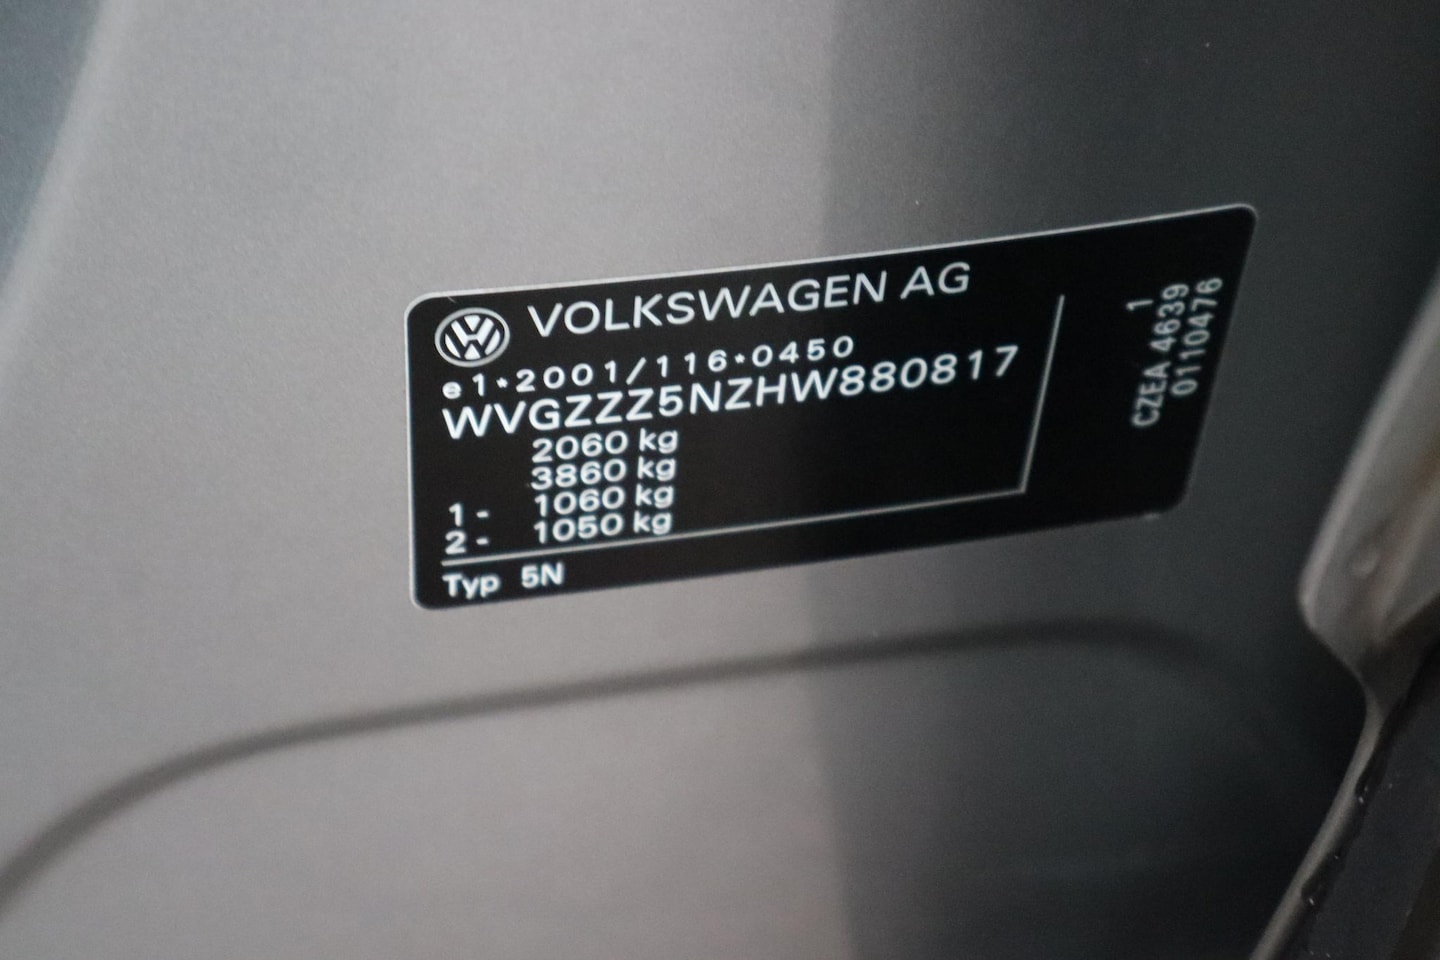 VOLKSWAGEN AG
e1*2001/116*0450
WVGZZZ5NZHW880817
2060 kg
3860 kg
1- 1060 kg
2- 1050 kg
Typ 5N
1
CZEA 4639
0110476